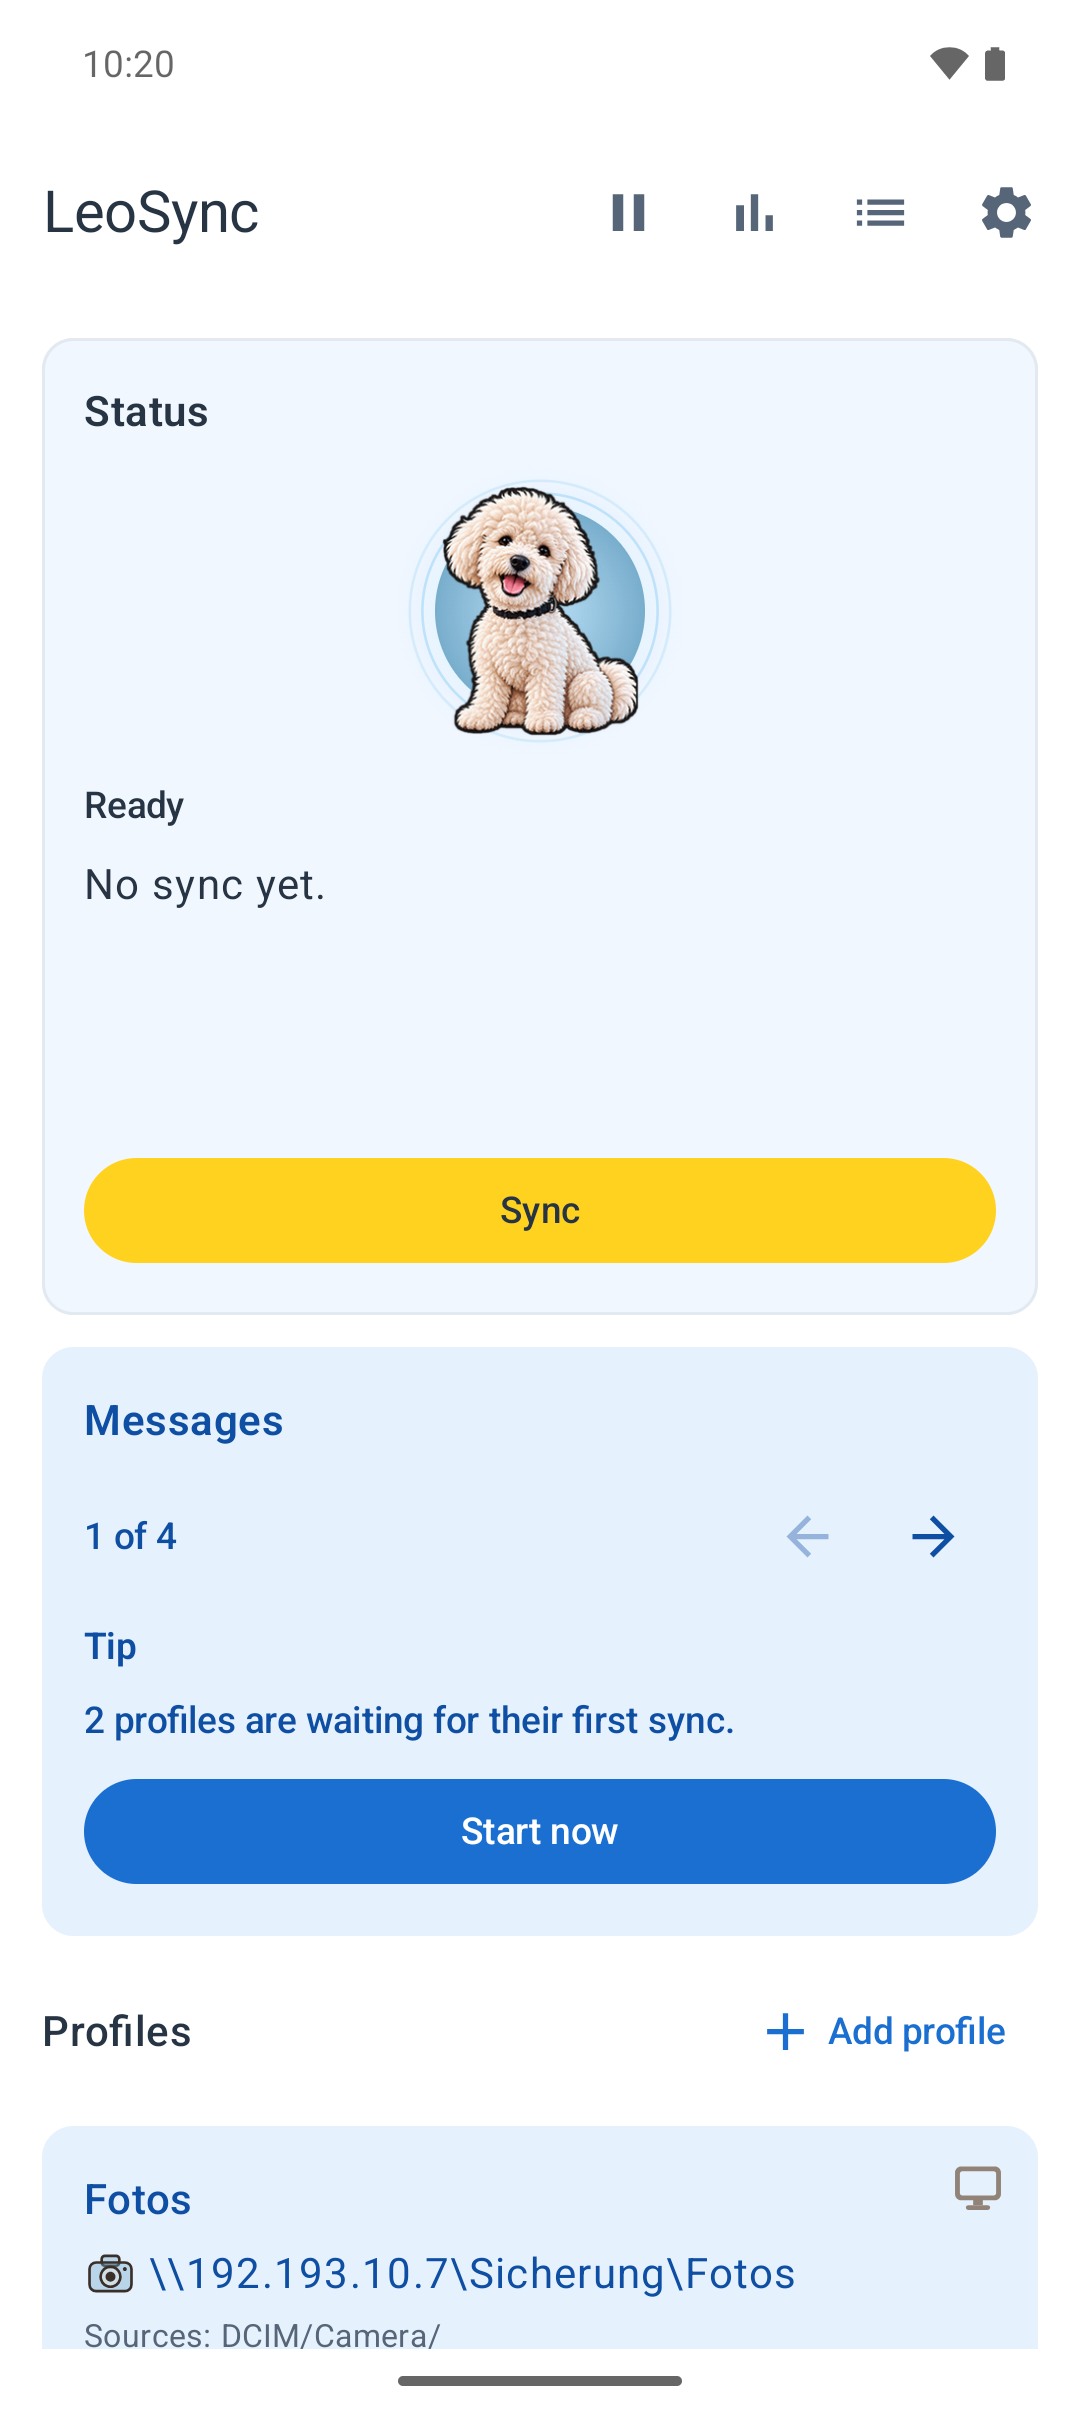 10:20
LeoSync
Status
Ready
No sync yet.
Sync
Messages
1 of 4
Tip
2 profiles are waiting for their first sync.
Start now
Profiles
Add profile
Fotos
\\192.193.10.7\Sicherung\Fotos
Sources: DCIM/Camera/